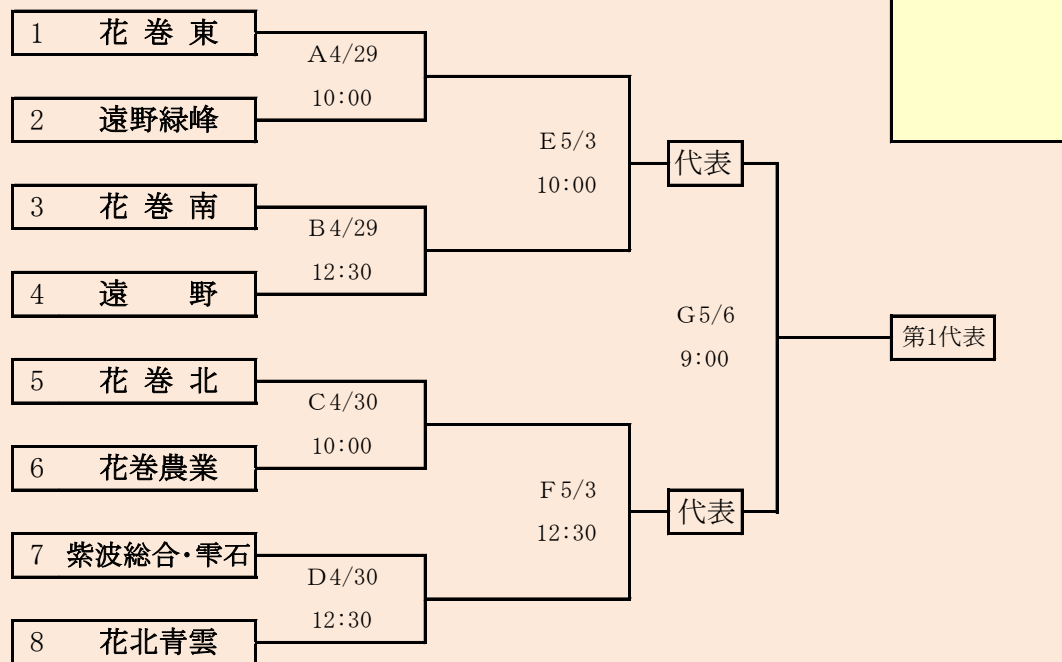 1 花巻東
A4/29
10:00
2 遠野緑峰
E5/3
10:00
代表
3 花巻南
B4/29
12:30
4 遠野
G5/6
9:00
第1代表
5 花巻北
C4/30
10:00
6 花巻農業
F5/3
12:30
代表
7 紫波総合・雫石
D4/30
12:30
8 花北青雲